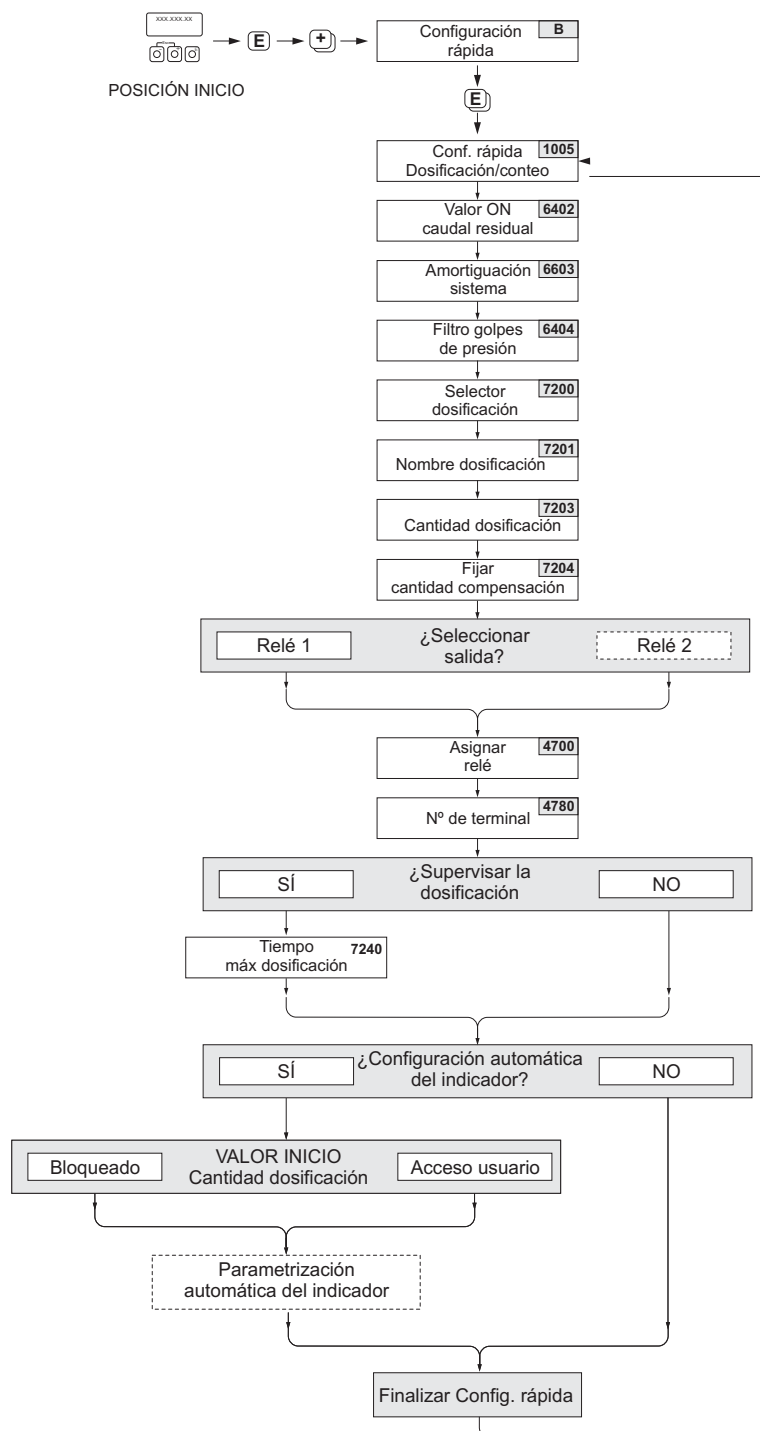 xxx.xxx.xx
Esc
E
+
POSICIÓN INICIO
Configuración
rápida
B
E
Conf. rápida
Dosificación/conteo
1005
Valor ON
caudal residual
6402
Amortiguación
sistema
6603
Filtro golpes
de presión
6404
Selector
dosificación
7200
Nombre dosificación
7201
Cantidad dosificación
7203
Fijar
cantidad compensación
7204
Relé 1
¿Seleccionar
salida?
Relé 2
Asignar
relé
4700
Nº de terminal
4780
SÍ
¿Supervisar la
dosificación
NO
Tiempo
máx dosificación
7240
SÍ
¿Configuración automática
del indicador?
NO
Bloqueado
VALOR INICIO
Cantidad dosificación
Acceso usuario
Parametrización
automática del indicador
Finalizar Config. rápida